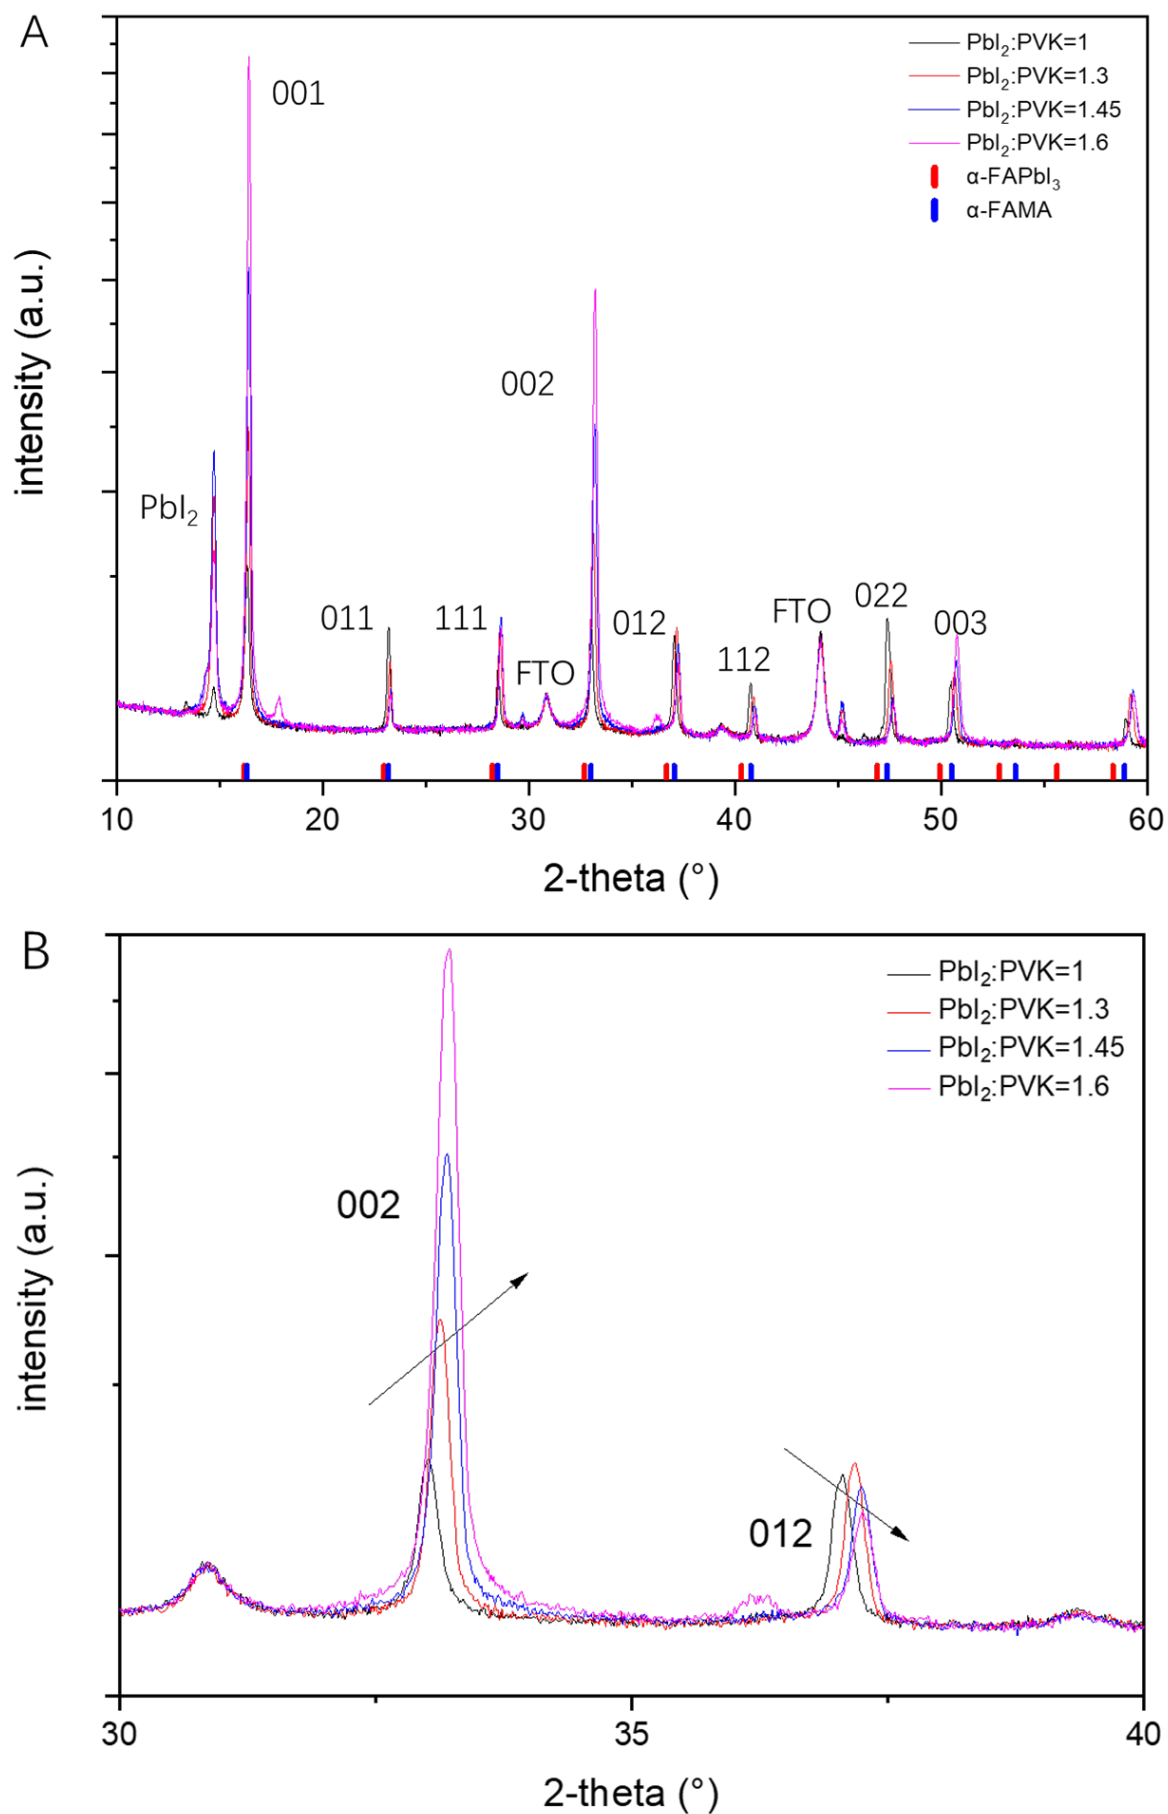 A
PbI₂:PVK=1
PbI₂:PVK=1.3
PbI₂:PVK=1.45
PbI₂:PVK=1.6
α-FAPbI₃
α-FAMA
001
002
PbI₂
011
111
FTO
012
112
FTO
022
003
intensity (a.u.)
10 20 30 40 50 60
2-theta (°)
B
PbI₂:PVK=1
PbI₂:PVK=1.3
PbI₂:PVK=1.45
PbI₂:PVK=1.6
002
012
intensity (a.u.)
30 35 40
2-theta (°)